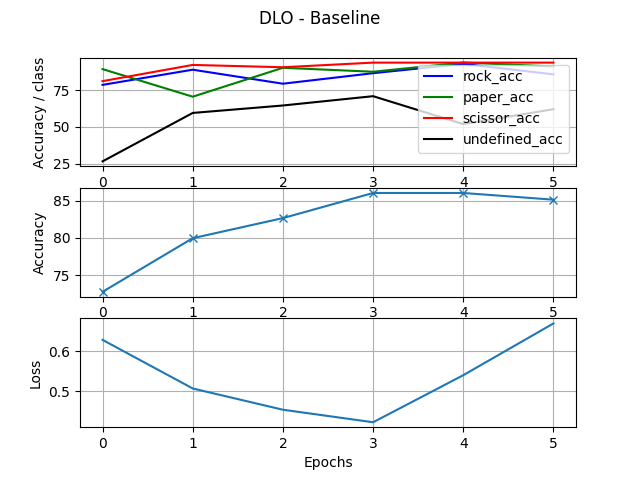 DLO - Baseline
Accuracy / class
75
50
25
rock_acc
paper_acc
scissor_acc
undefined_acc
0 1 2 3 4 5
Accuracy
85
80
75
0 1 2 3 4 5
Loss
0.6
0.5
0 1 2 3 4 5
Epochs